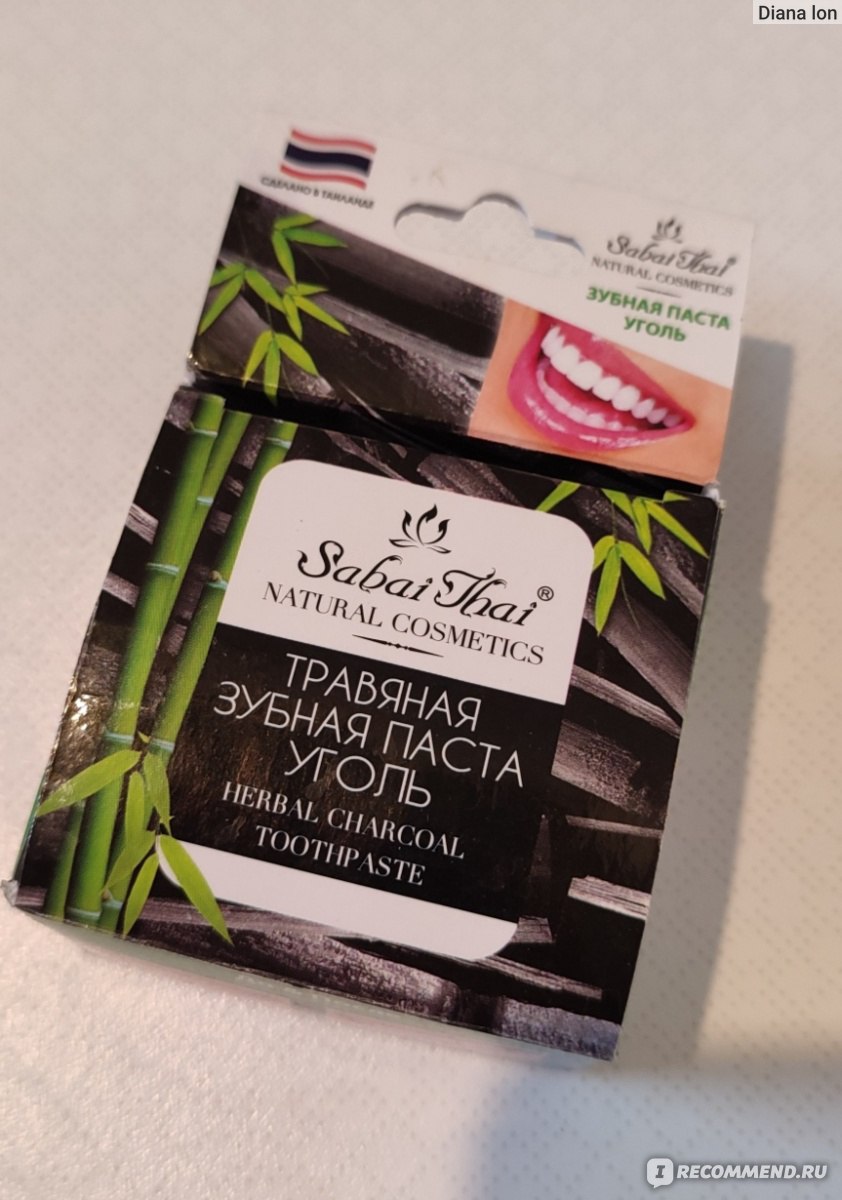 Diana Ion
СДЕЛАНО В ТАИЛАНДЕ
Sabai Thai
NATURAL COSMETICS
ЗУБНАЯ ПАСТА
УГОЛЬ
Sabai Thai®
NATURAL COSMETICS
ТРАВЯНАЯ
ЗУБНАЯ ПАСТА
УГОЛЬ
HERBAL CHARCOAL
TOOTHPASTE
IRECOMMEND.RU